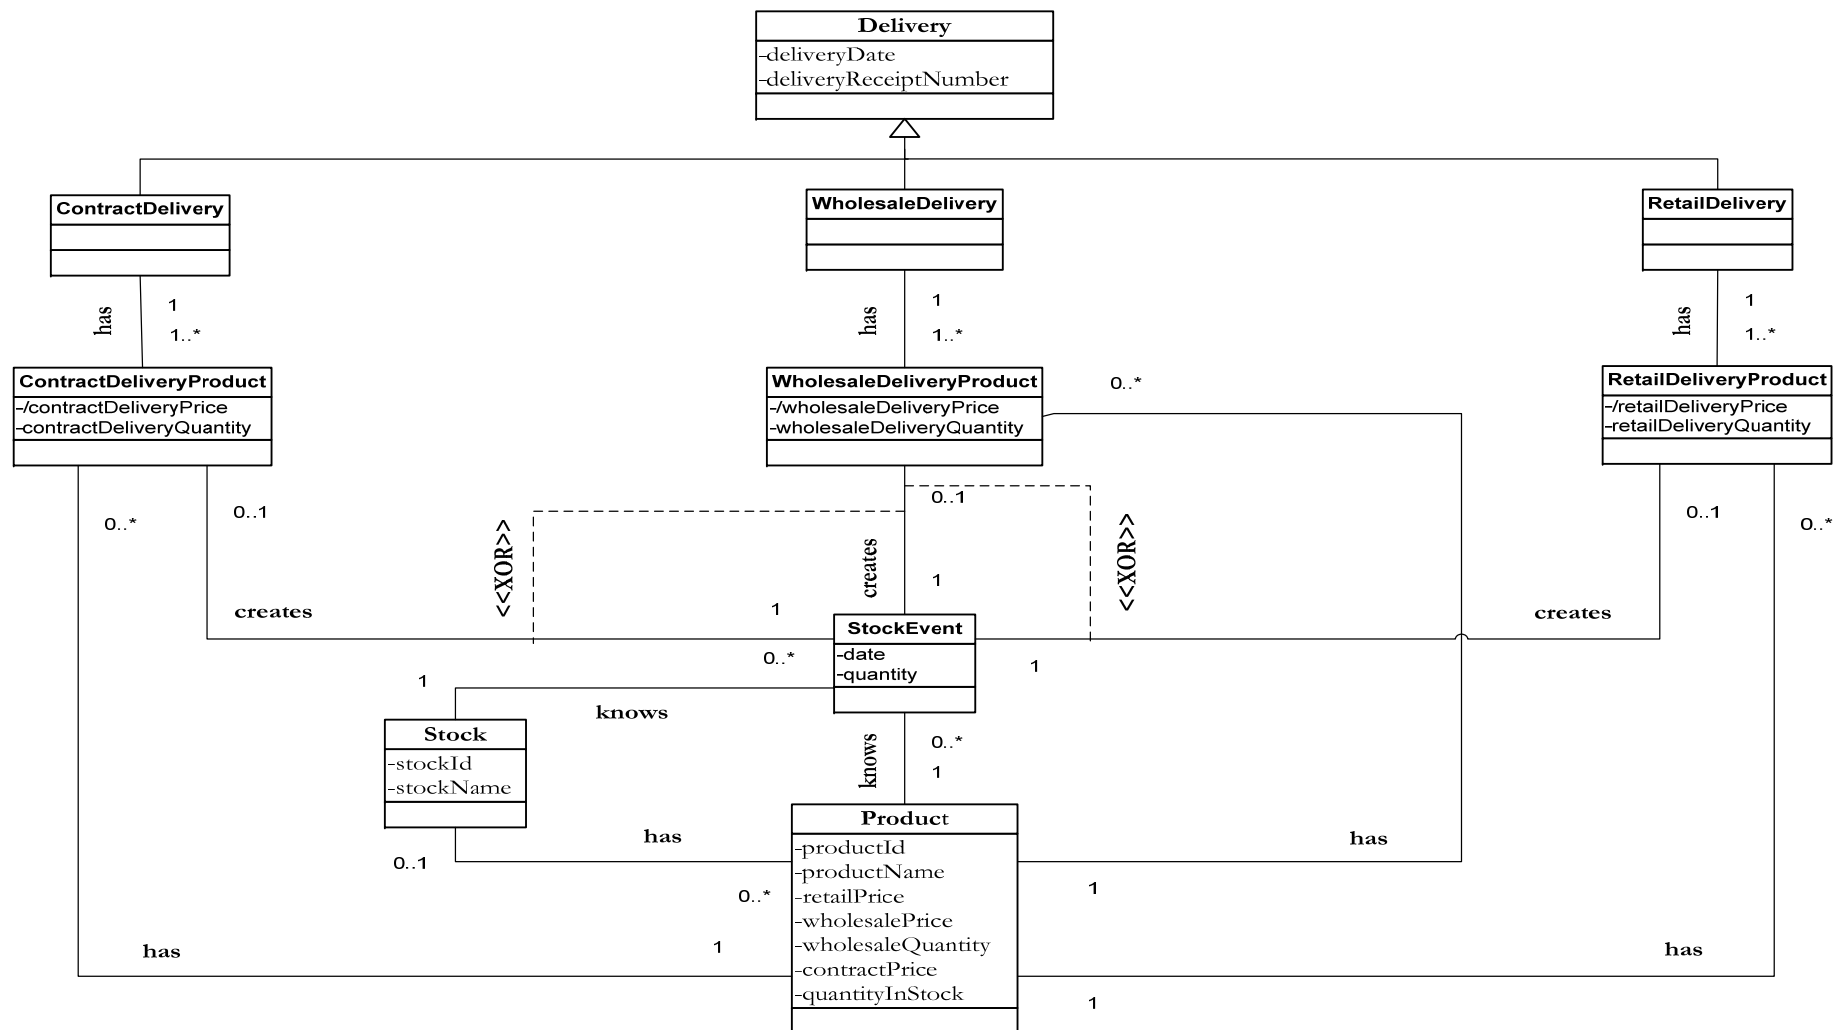 Delivery
-deliveryDate
-deliveryReceiptNumber
ContractDelivery
WholesaleDelivery
RetailDelivery
has
1
1..*
has
1
1..*
has
1
1..*
ContractDeliveryProduct
-/contractDeliveryPrice
-contractDeliveryQuantity
WholesaleDeliveryProduct
-/wholesaleDeliveryPrice
-wholesaleDeliveryQuantity
0..*
RetailDeliveryProduct
-/retailDeliveryPrice
-retailDeliveryQuantity
0..*
0..1
<<XOR>>
0..1
creates
1
<<XOR>>
0..1
0..*
creates
1
StockEvent
-date
-quantity
creates
0..*
1
1
knows
Stock
-stockId
-stockName
knows
0..*
1
Product
-productId
-productName
-retailPrice
-wholesalePrice
-wholesaleQuantity
-contractPrice
-quantityInStock
has
0..1
0..*
has
1
has
1
has
1